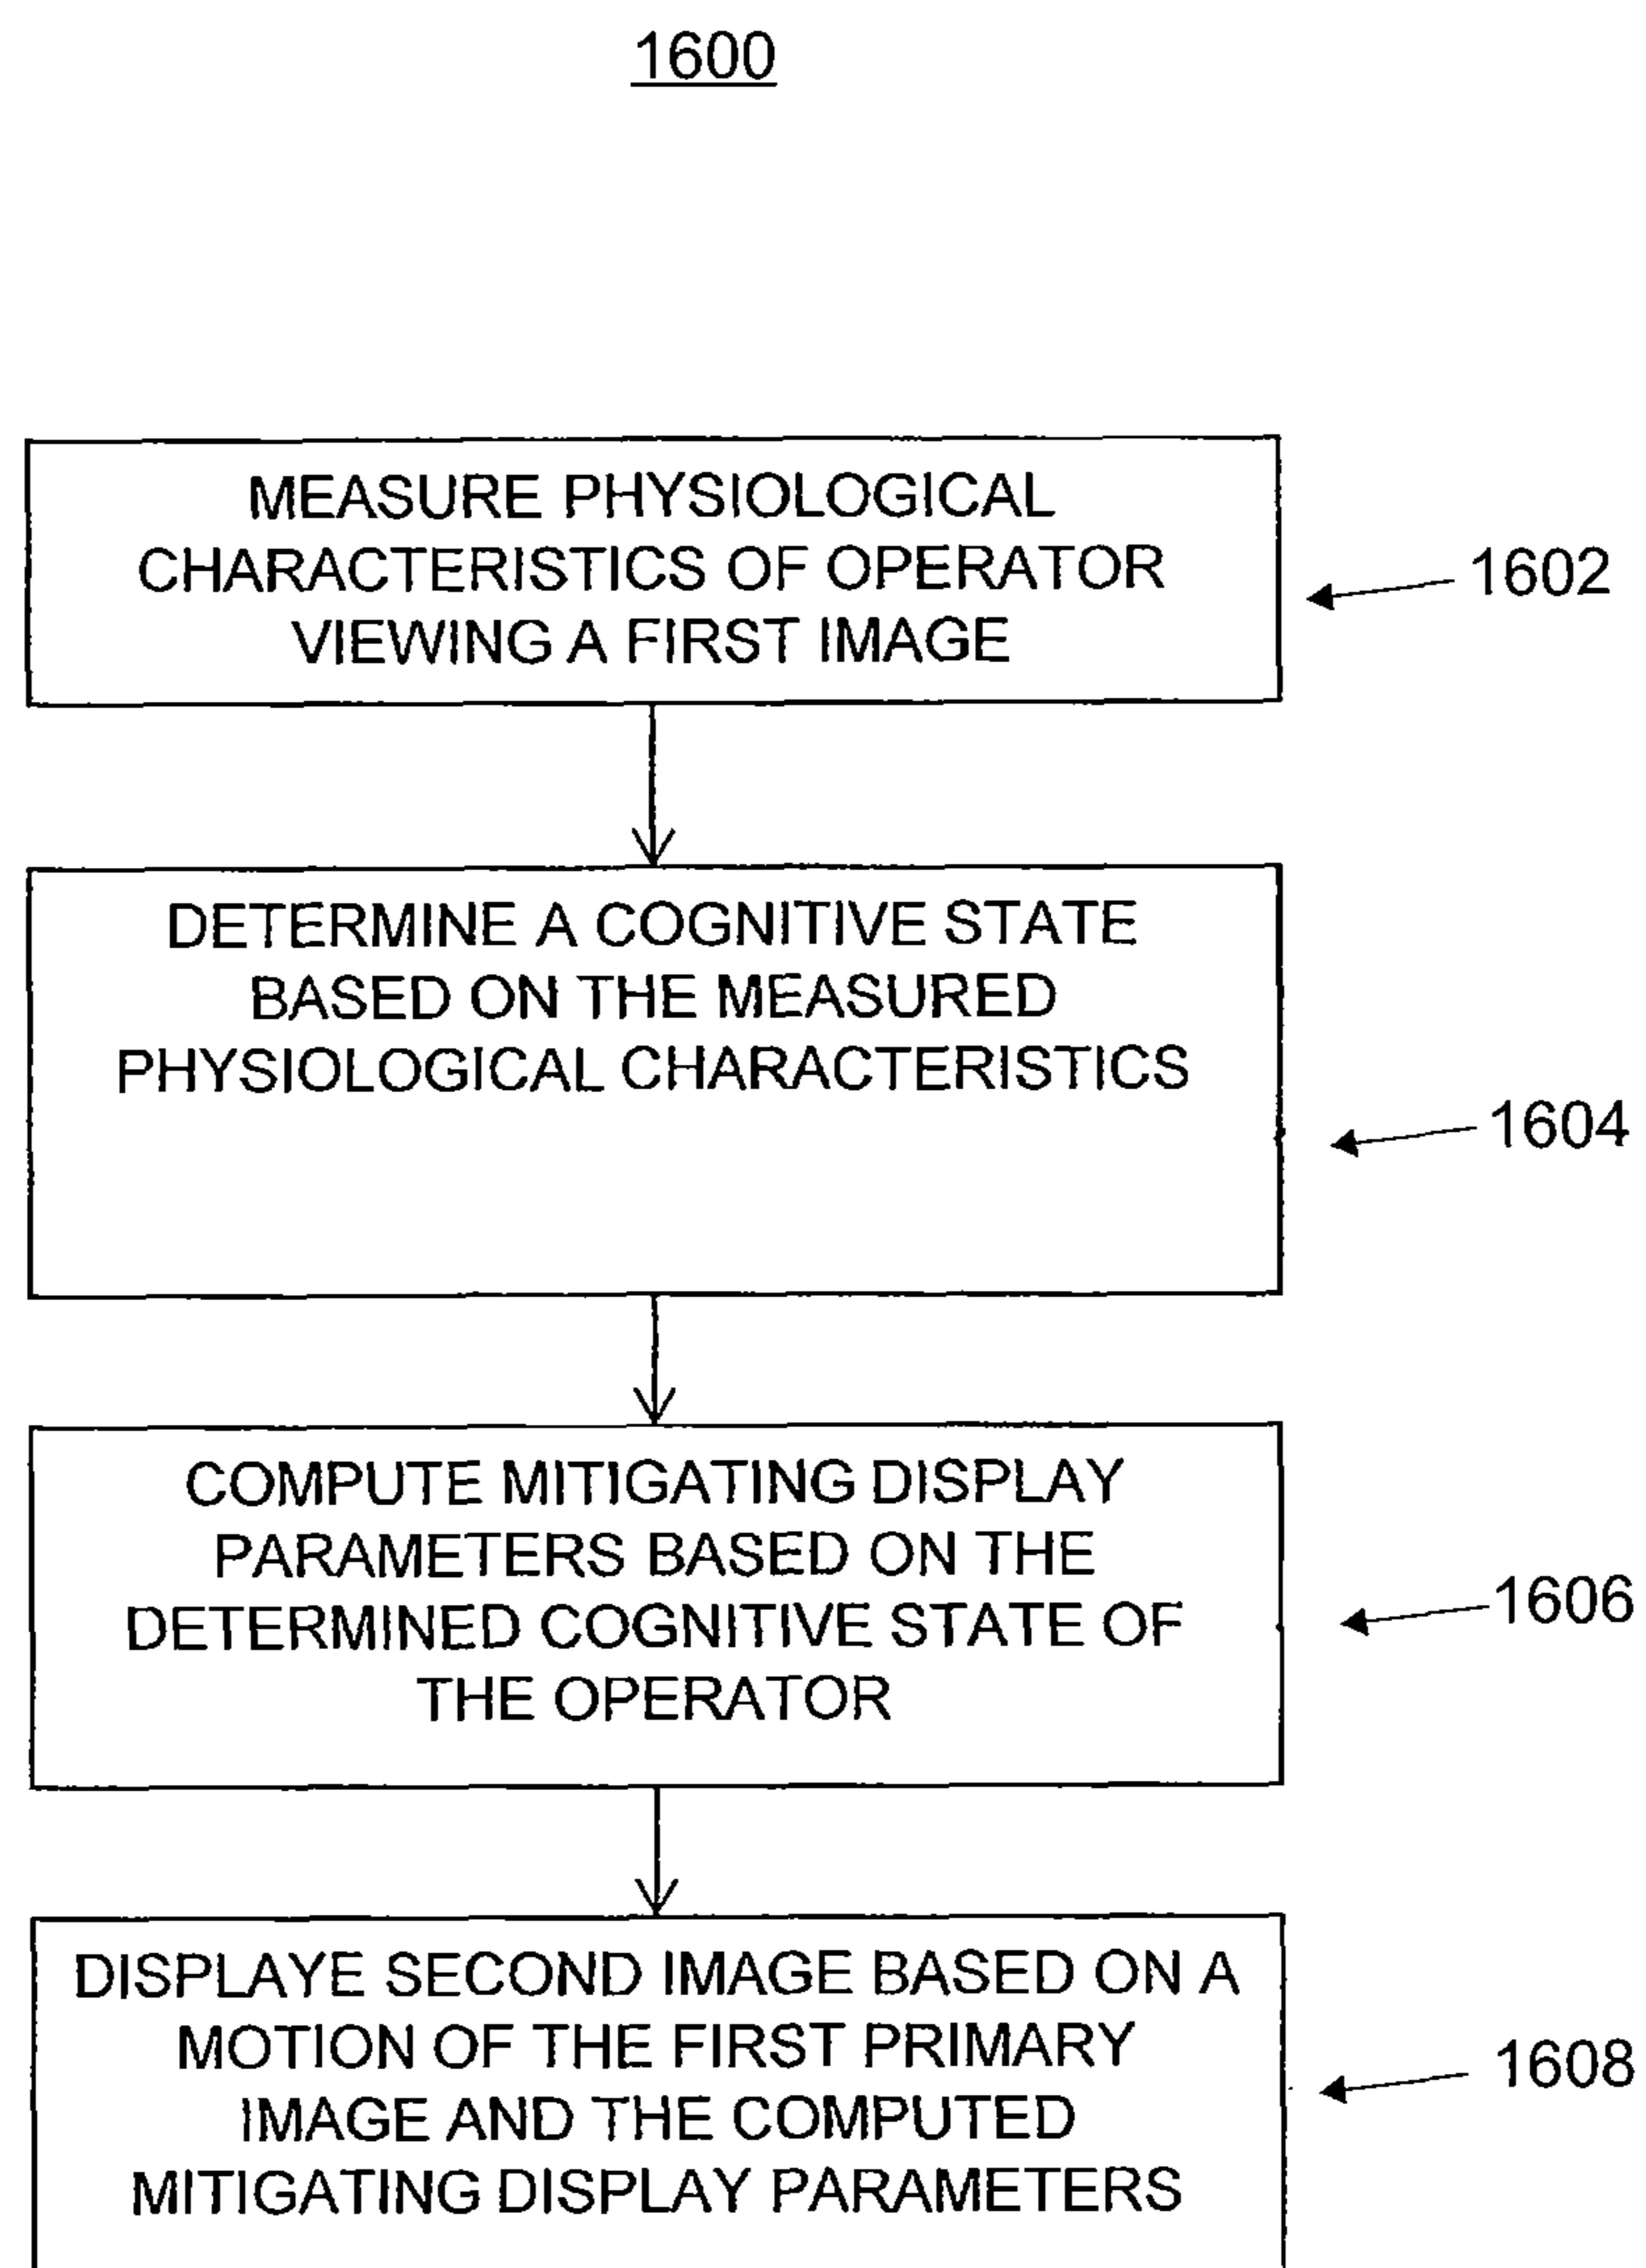 1600
MEASURE PHYSIOLOGICAL
CHARACTERISTICS OF OPERATOR
VIEWING A FIRST IMAGE
1602
DETERMINE A COGNITIVE STATE
BASED ON THE MEASURED
PHYSIOLOGICAL CHARACTERISTICS
1604
COMPUTE MITIGATING DISPLAY
PARAMETERS BASED ON THE
DETERMINED COGNITIVE STATE OF
THE OPERATOR
1606
DISPLAYE SECOND IMAGE BASED ON A
MOTION OF THE FIRST PRIMARY
IMAGE AND THE COMPUTED
MITIGATING DISPLAY PARAMETERS
1608